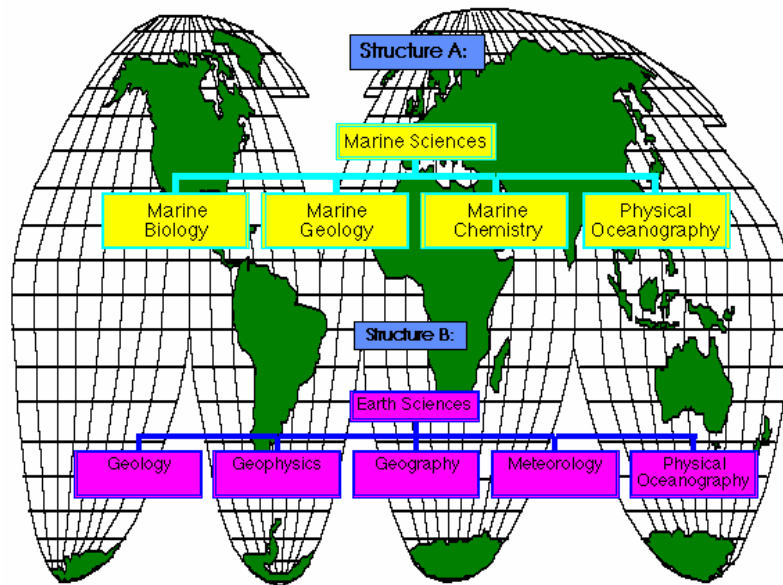 Structure A:
Marine Sciences
Marine
Biology
Marine
Geology
Marine
Chemistry
Physical
Oceanography
Structure B:
Earth Sciences
Geology
Geophysics
Geography
Meteorology
Physical
Oceanography